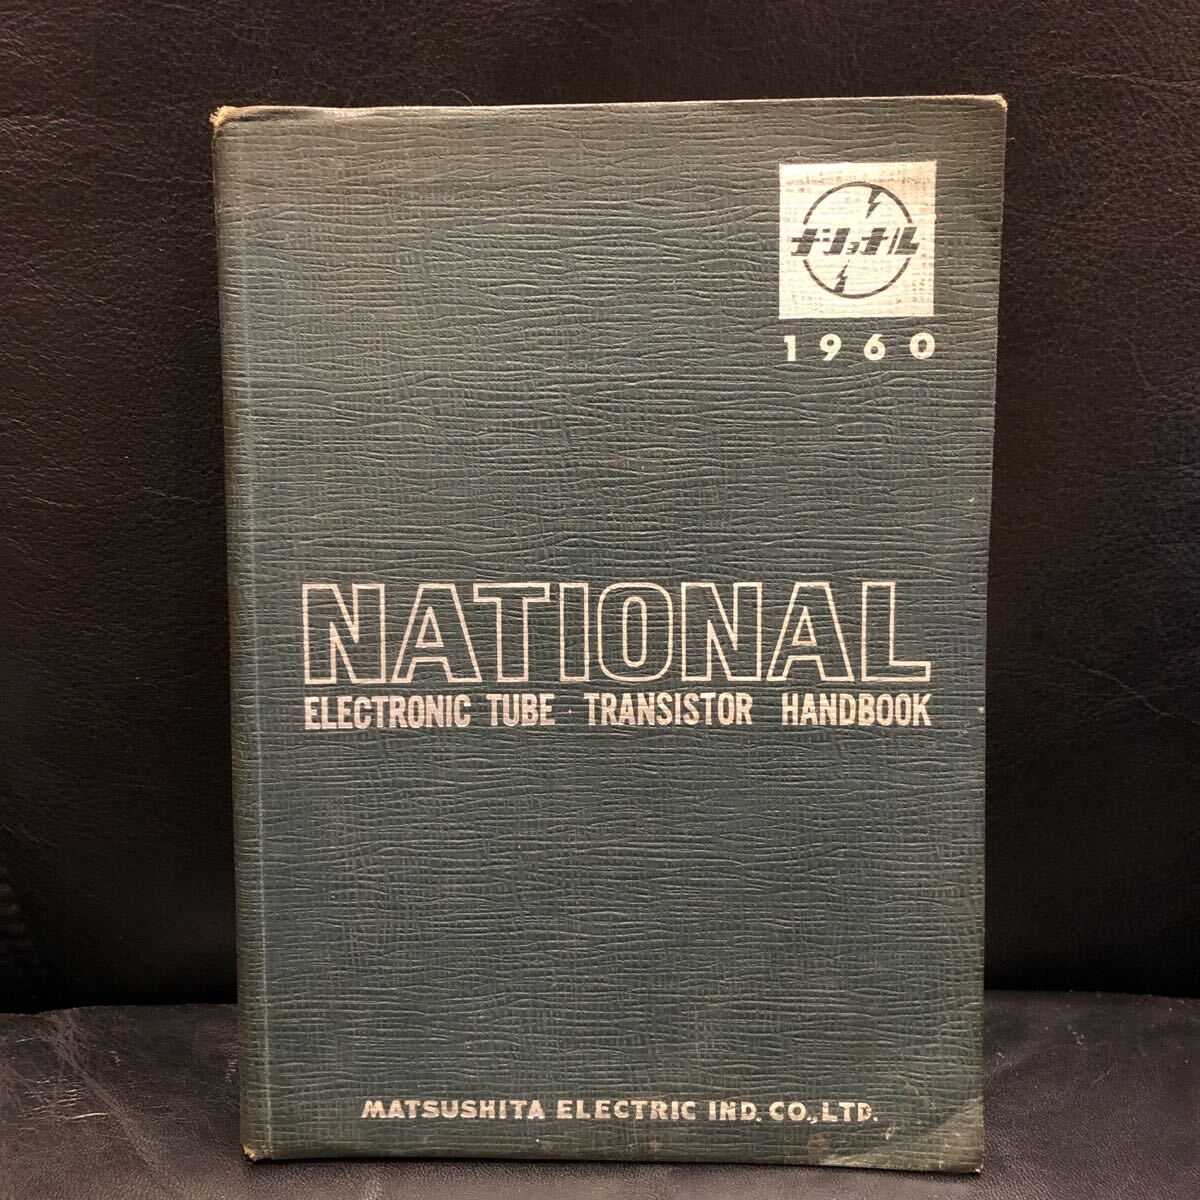 ナショナル
1960
NATIONAL
ELECTRONIC TUBE · TRANSISTOR HANDBOOK
MATSUSHITA ELECTRIC IND. CO., LTD.